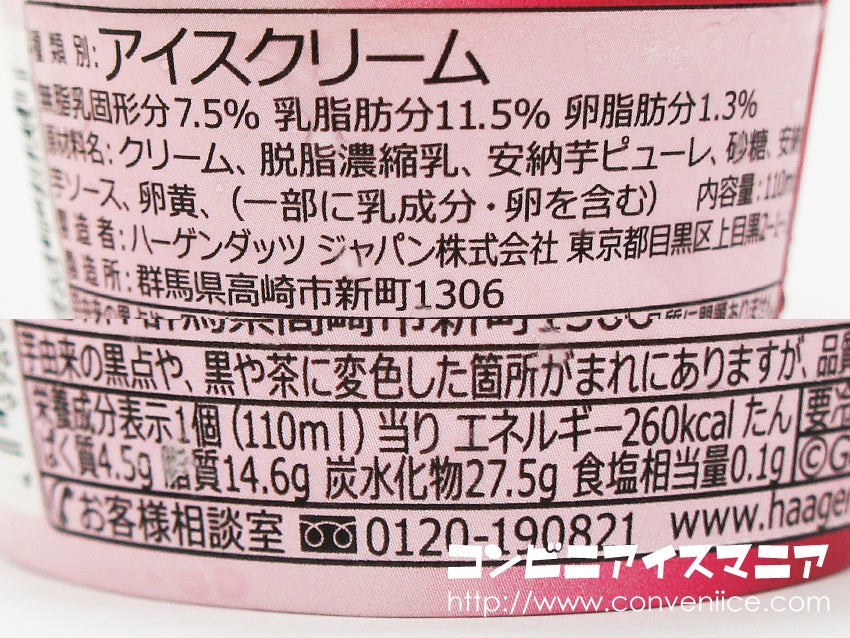 種類別:アイスクリーム
無脂乳固形分7.5% 乳脂肪分11.5% 卵脂肪分1.3%
原材料名:クリーム、脱脂濃縮乳、安納芋ピューレ、砂糖、安納
芋ソース、卵黄、(一部に乳成分・卵を含む) 内容量:110ml
製造者:ハーゲンダッツ ジャパン株式会社 東京都目黒区上目黒2-1-
製造所:群馬県高崎市新町1306
芋由来の黒点や、黒や茶に変色した箇所がまれにありますが、品質
栄養成分表示1個(110ml)当り エネルギー260kcal たん
ぱく質4.5g 脂質14.6g 炭水化物27.5g 食塩相当量0.1g
要冷
©
お客様相談室 0120-190821 www.haagen
コンビニアイスマニア
http://www.conveniice.com